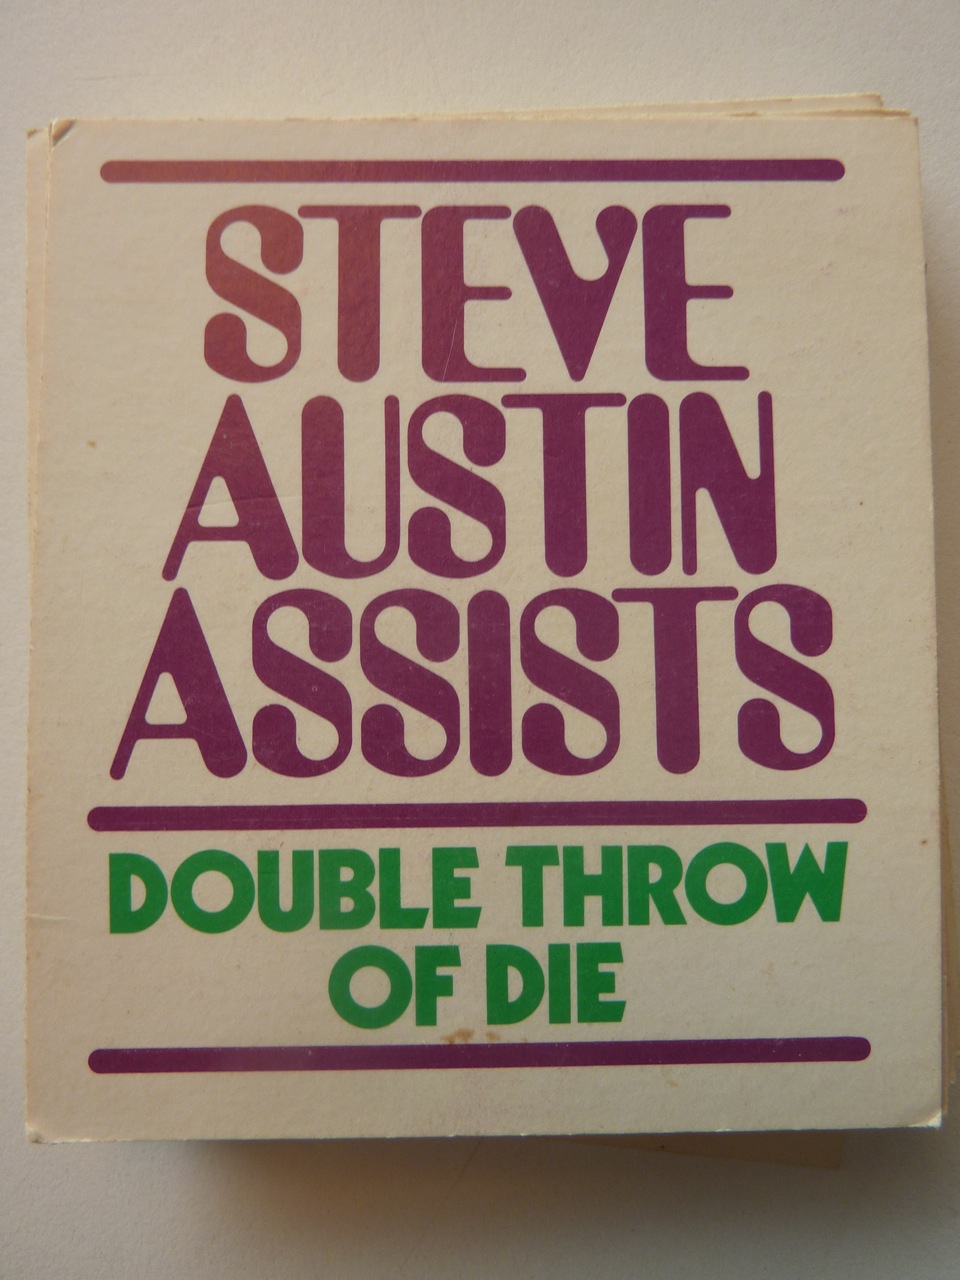 STEVE
AUSTIN
ASSISTS
DOUBLE THROW
OF DIE